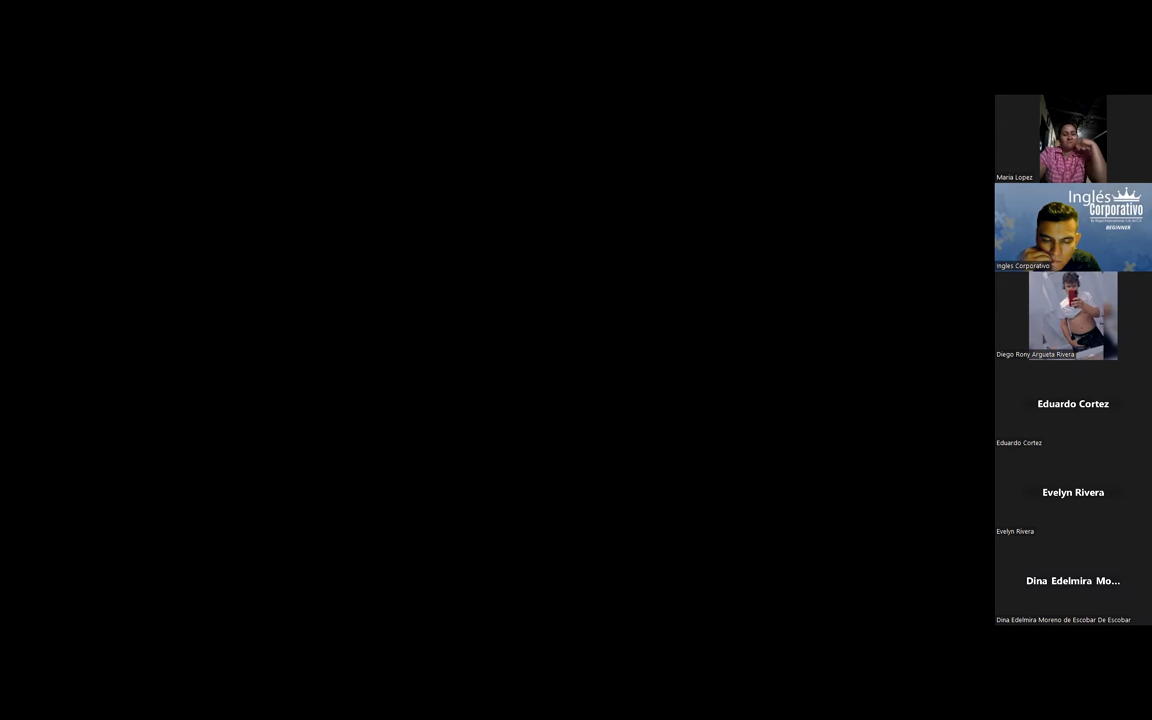 Maria Lopez
Inglés
Corporativo
BEGINNER
Ingles Corporativo
Diego Rony Argueta Rivera
Eduardo Cortez
Eduardo Cortez
Evelyn Rivera
Evelyn Rivera
Dina Edelmira Mo...
Dina Edelmira Moreno de Escobar De Escobar